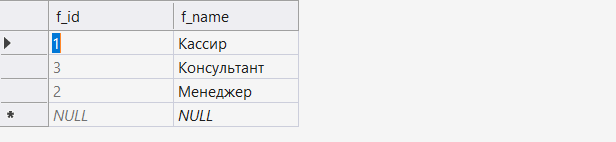 f_id f_name
1 Кассир
3 Консультант
2 Менеджер
* NULL NULL